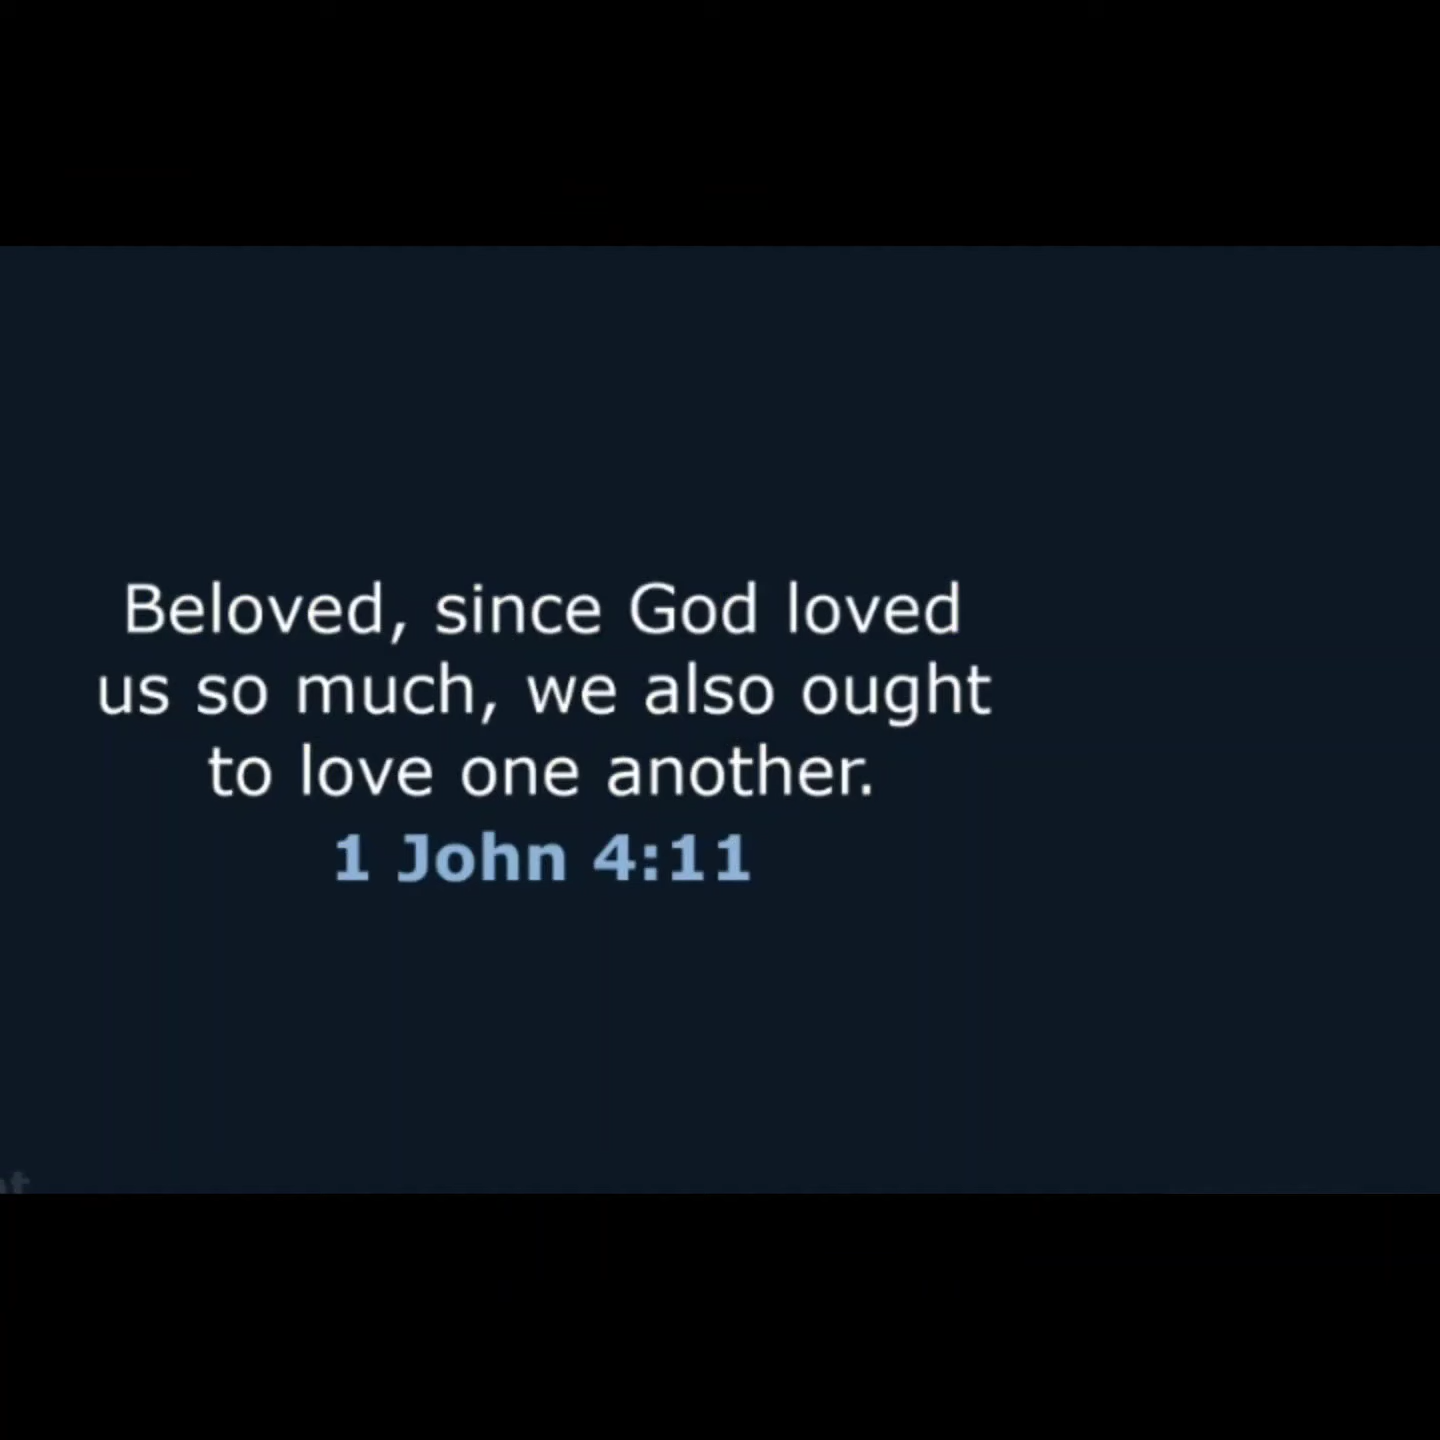 Beloved, since God loved
us so much, we also ought
to love one another.
1 John 4:11